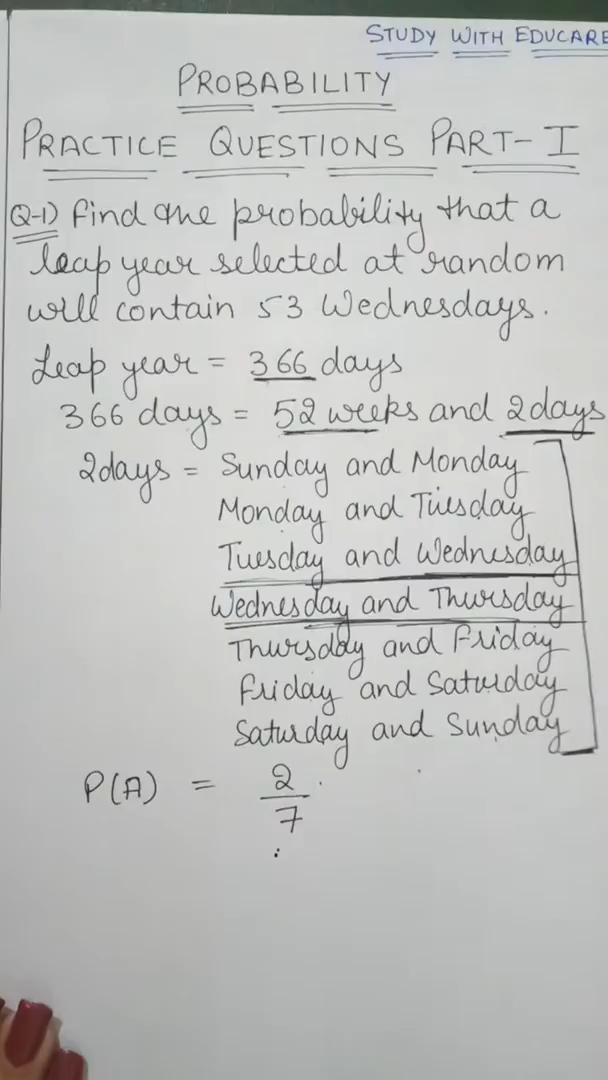 STUDY WITH EDUCARE
PROBABILITY
PRACTICE QUESTIONS PART-I
Q-1) Find the probability that a
leap year selected at random
will contain 53 Wednesdays.
Leap year = 366 days
366 days = 52 weeks and 2 days
2 days = Sunday and Monday
Monday and Tuesday
Tuesday and Wednesday
Wednesday and Thursday
Thursday and Friday
Friday and Saturday
Saturday and Sunday
P(A) = 2/7